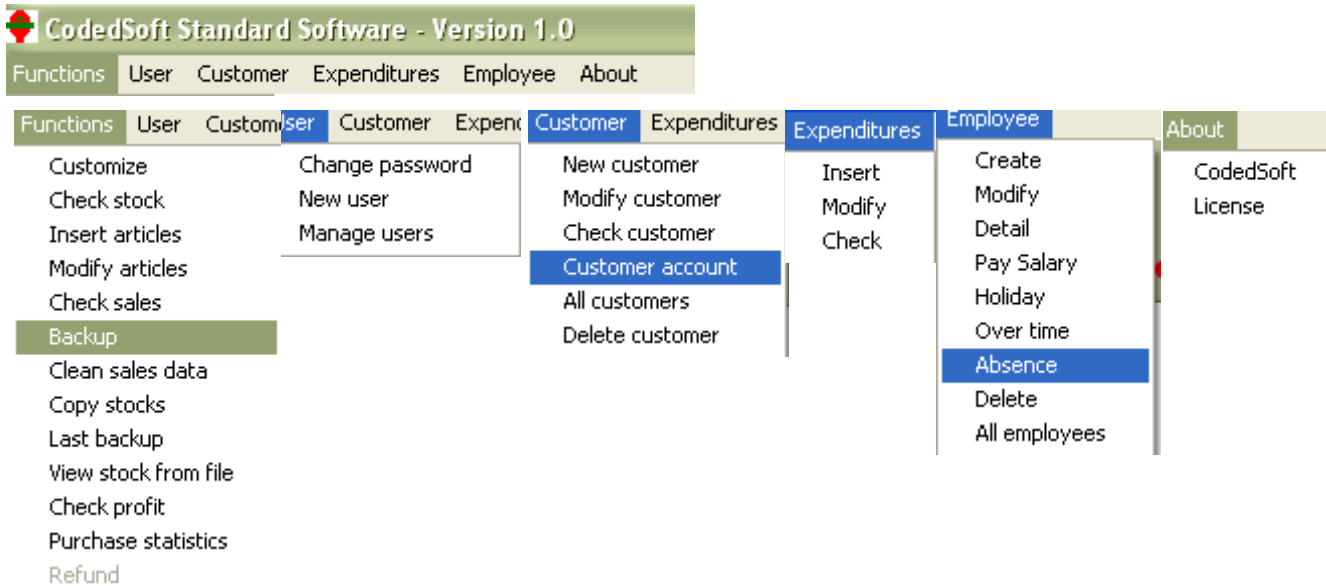 CodedSoft Standard Software - Version 1.0
Functions User Customer Expenditures Employee About
Functions User Custom
Customize
Check stock
Insert articles
Modify articles
Check sales
Backup
Clean sales data
Copy stocks
Last backup
View stock from file
Check profit
Purchase statistics
Refund
ser Customer Expen
Change password
New user
Manage users
Customer Expenditures
New customer
Modify customer
Check customer
Customer account
All customers
Delete customer
Expenditures
Insert
Modify
Check
Employee
Create
Modify
Detail
Pay Salary
Holiday
Over time
Absence
Delete
All employees
About
CodedSoft
License